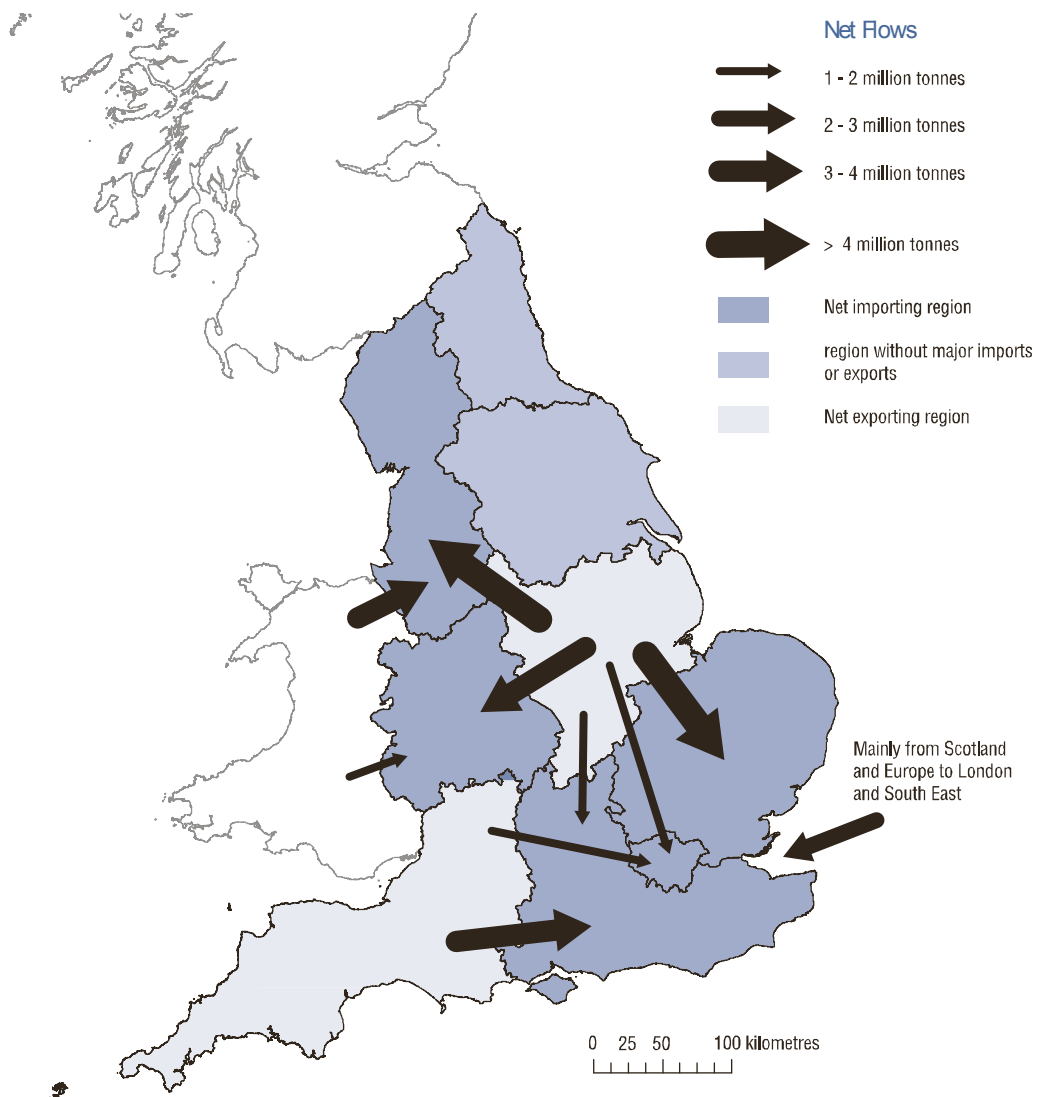 Net Flows
1 - 2 million tonnes
2 - 3 million tonnes
3 - 4 million tonnes
> 4 million tonnes
Net importing region
region without major imports
or exports
Net exporting region
Mainly from Scotland
and Europe to London
and South East
0 25 50 100 kilometres